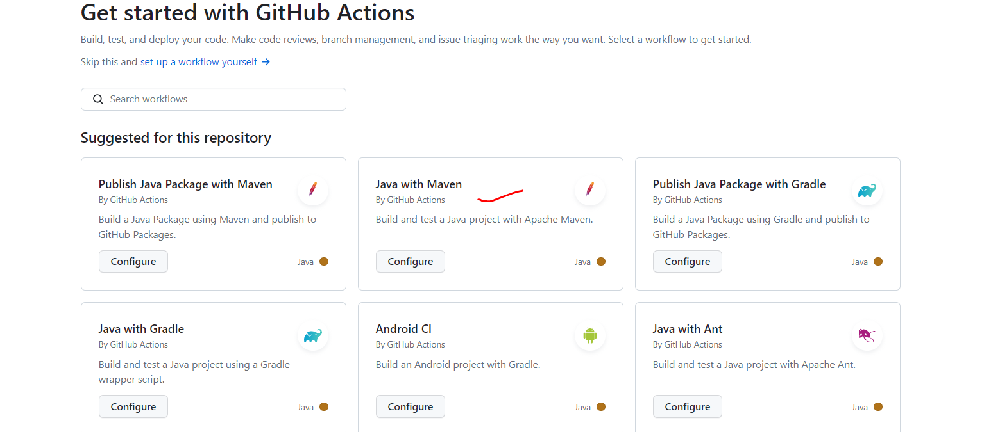 Get started with GitHub Actions
Build, test, and deploy your code. Make code reviews, branch management, and issue triaging work the way you want. Select a workflow to get started.
Skip this and set up a workflow yourself →
Search workflows
Suggested for this repository
Publish Java Package with Maven
By GitHub Actions
Build a Java Package using Maven and publish to
GitHub Packages.
Configure
Java
Java with Maven
By GitHub Actions
Build and test a Java project with Apache Maven.
Configure
Java
Publish Java Package with Gradle
By GitHub Actions
Build a Java Package using Gradle and publish to
GitHub Packages.
Configure
Java
Java with Gradle
By GitHub Actions
Build and test a Java project using a Gradle
wrapper script.
Configure
Java
Android CI
By GitHub Actions
Build an Android project with Gradle.
Configure
Java
Java with Ant
By GitHub Actions
Build and test a Java project with Apache Ant.
Configure
Java